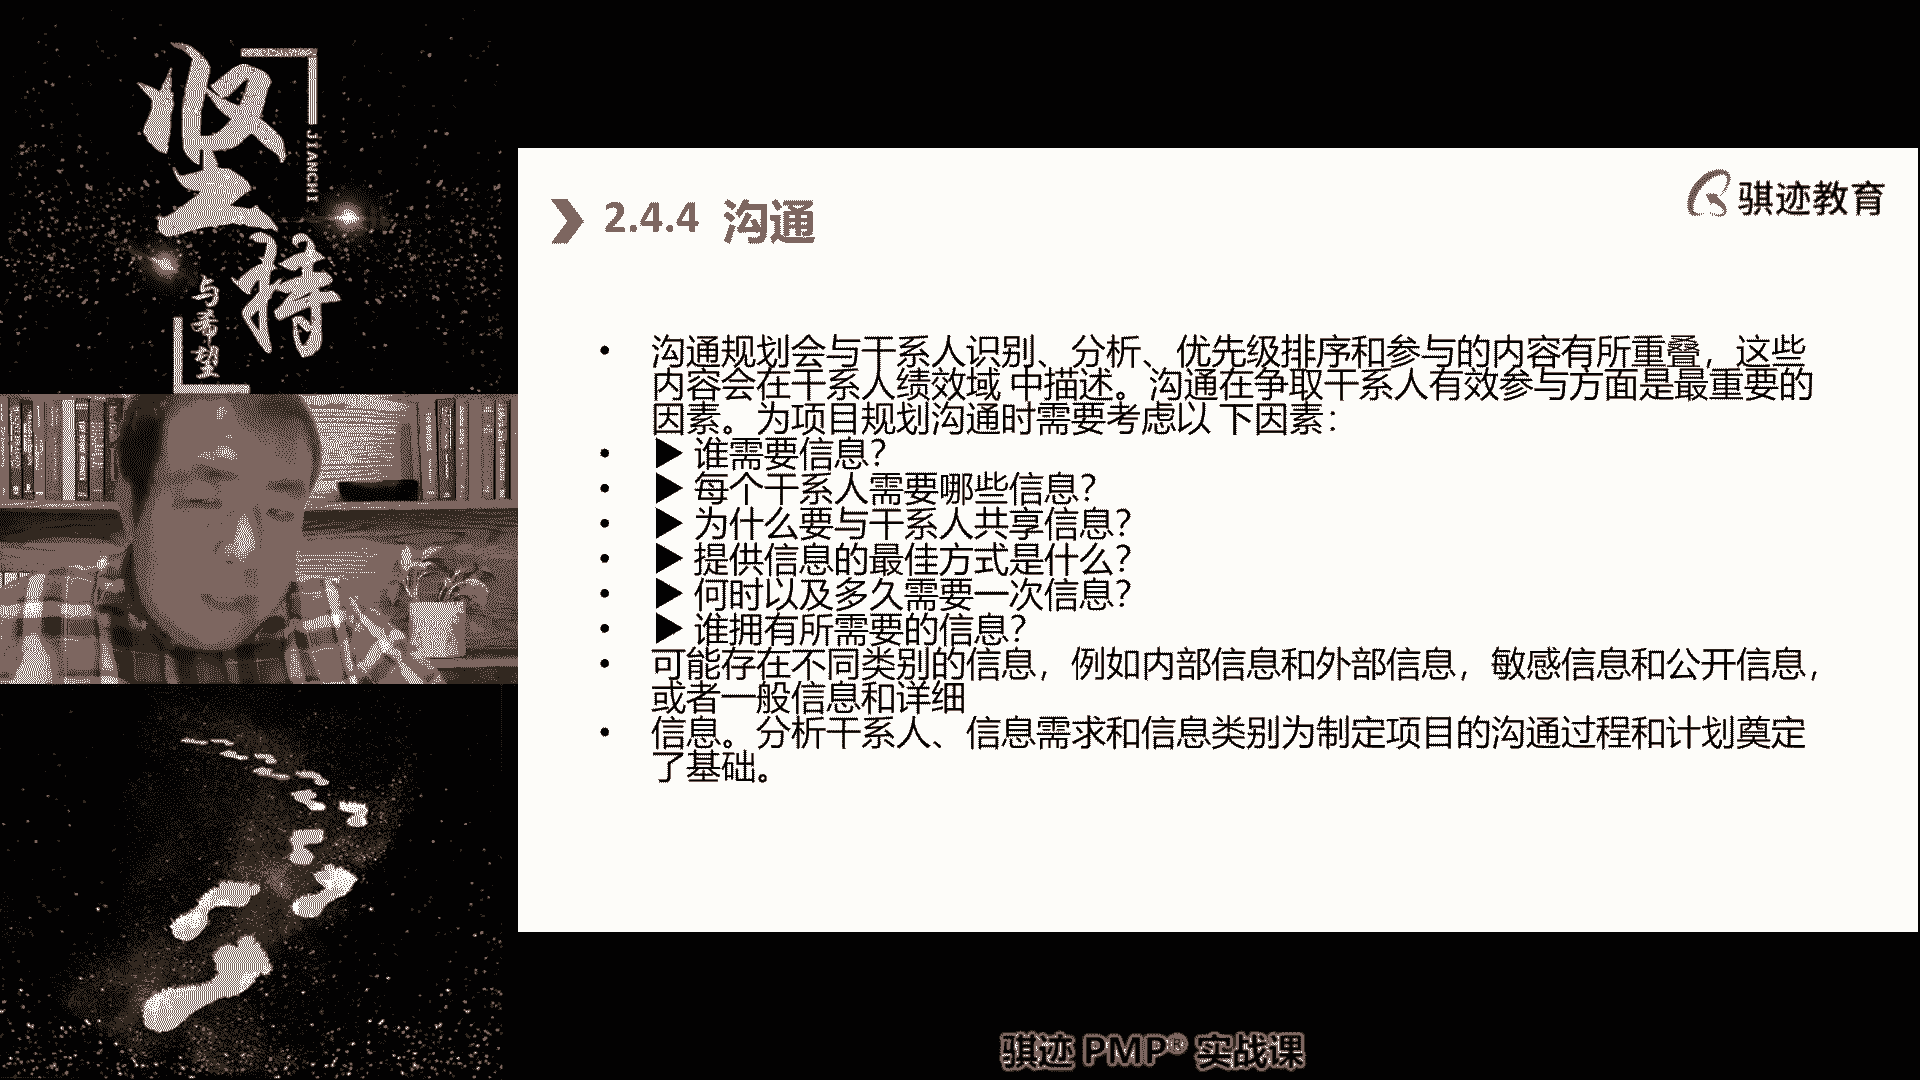 坚持
JIANCHI
与希望
2.4.4 沟通
骐迹教育
• 沟通规划会与干系人识别、分析、优先级排序和参与的内容有所重叠，这些
内容会在干系人绩效域 中描述。沟通在争取干系人有效参与方面是最重要的
因素。为项目规划沟通时需要考虑以 下因素：
• ▶ 谁需要信息？
• ▶ 每个干系人需要哪些信息？
• ▶ 为什么要与干系人共享信息？
• ▶ 提供信息的最佳方式是什么？
• ▶ 何时以及多久需要一次信息？
• ▶ 谁拥有所需要的信息？
• 可能存在不同类别的信息，例如内部信息和外部信息，敏感信息和公开信息，
或者一般信息和详细
• 信息。分析干系人、信息需求和信息类别为制定项目的沟通过程和计划奠定
了基础。
骐迹 PMP® 实战课